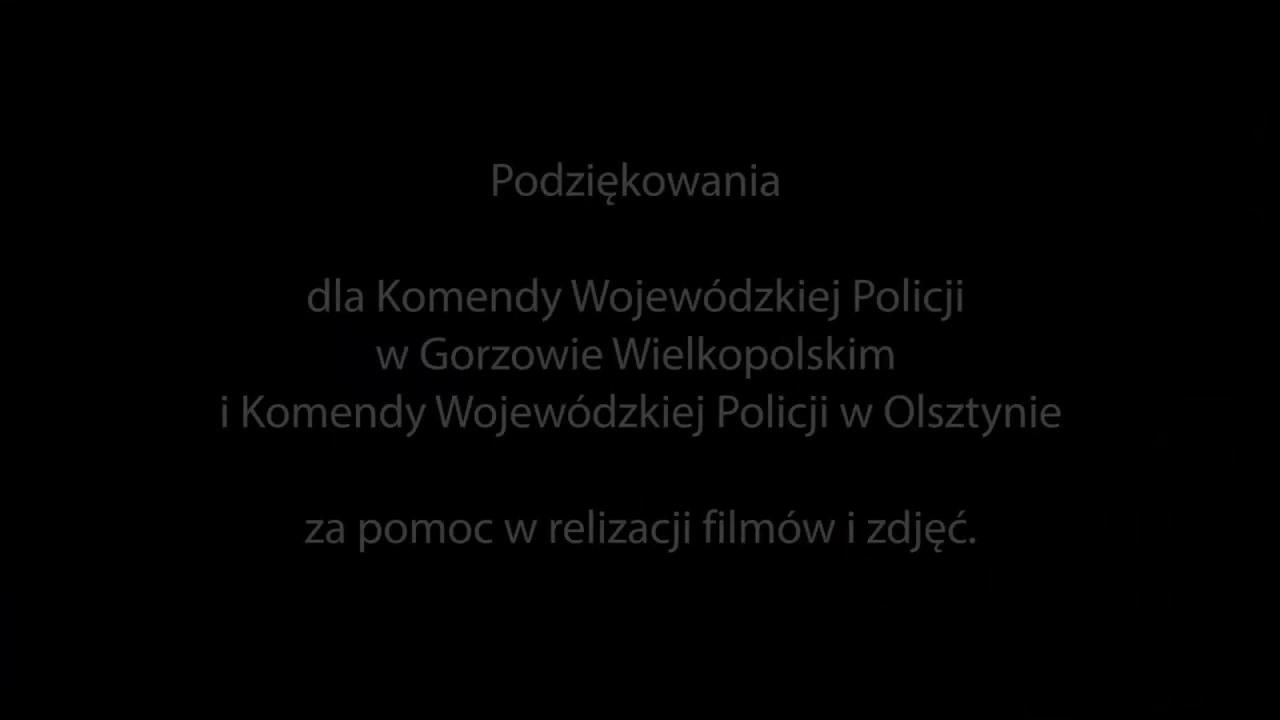 Podziękowania
dla Komendy Wojewódzkiej Policji
w Gorzowie Wielkopolskim
i Komendy Wojewódzkiej Policji w Olsztynie
za pomoc w relizacji filmów i zdjęć.